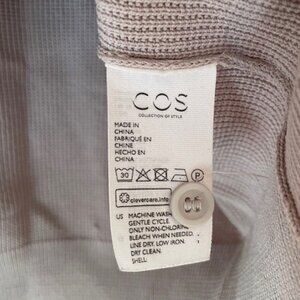 COS
COLLECTION OF STYLE
MADE IN
CHINA
FABRIQUÉ EN
CHINE
HECHO EN
CHINA
30
P
clevercare.info
US MACHINE WASH
GENTLE CYCLE
ONLY NON-CHLORINE
BLEACH WHEN NEEDED.
LINE DRY. LOW IRON.
DRY CLEAN.
SHELL: